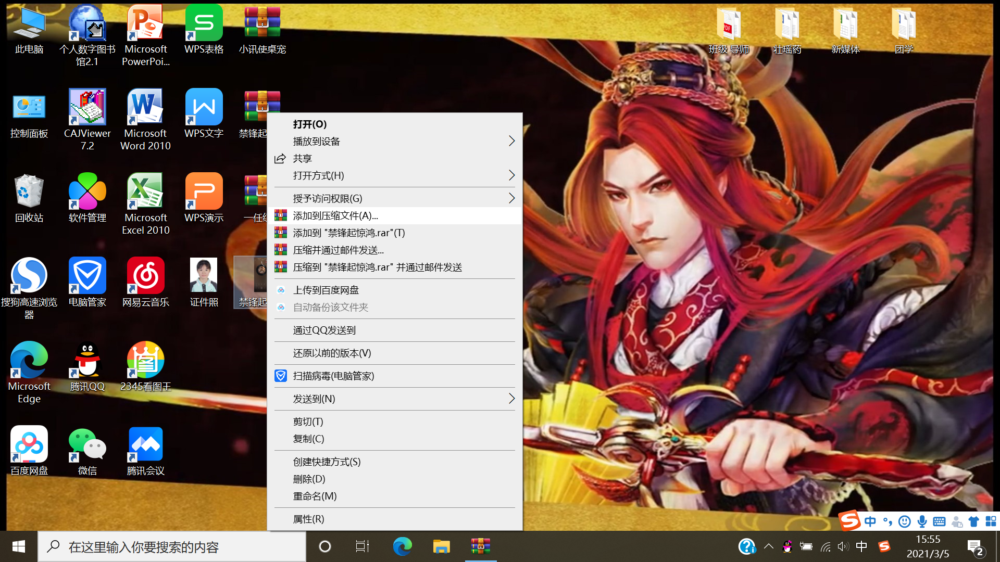 此电脑
个人数字图书
馆2.1
Microsoft
PowerPoi...
WPS表格
小讯使桌宠
班级 导师
壮瑶药
新媒体
团学
控制面板
CAJViewer
7.2
Microsoft
Word 2010
WPS文字
禁锋起
回收站
软件管理
Microsoft
Excel 2010
WPS演示
一任
搜狗高速浏览
器
电脑管家
网易云音乐
证件照
禁锋起
Microsoft
Edge
腾讯QQ
2345看图王
百度网盘
微信
腾讯会议
打开(O)
播放到设备
共享
打开方式(H)
授予访问权限(G)
添加到压缩文件(A)...
添加到 "禁锋起惊鸿.rar"(T)
压缩并通过邮件发送...
压缩到 "禁锋起惊鸿.rar" 并通过邮件发送
上传到百度网盘
自动备份该文件夹
通过QQ发送到
还原以前的版本(V)
扫描病毒(电脑管家)
发送到(N)
剪切(T)
复制(C)
创建快捷方式(S)
删除(D)
重命名(M)
属性(R)
中
在这里输入你要搜索的内容
中
15:55
2021/3/5
2